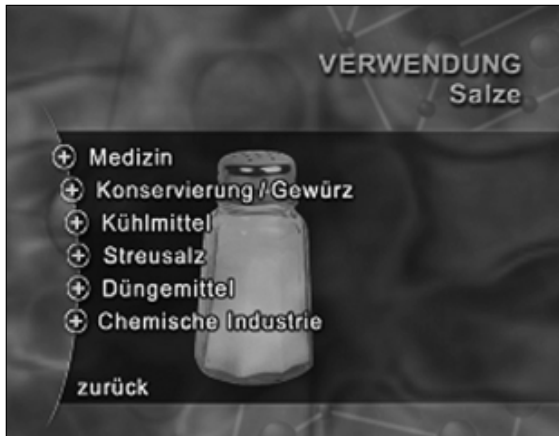 VERWENDUNG
Salze
Medizin
Konservierung / Gewürz
Kühlmittel
Streusalz
Düngemittel
Chemische Industrie
zurück